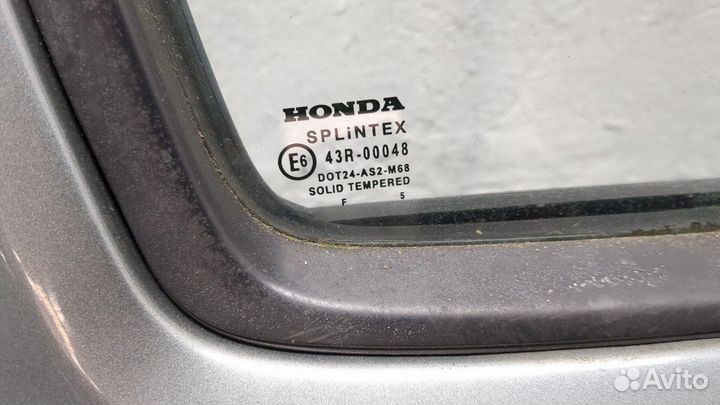 HONDA
SPLiNTEX
E6 43R-00048
DOT24-AS2-M68
SOLID TEMPERED
F 5
Avito